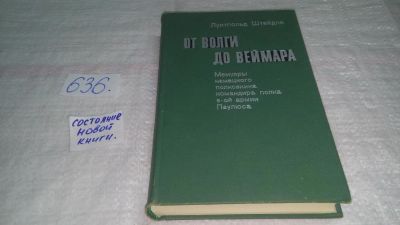 636.
состояние
новой
книги.
Луитпольд Штейдле
ОТ ВОЛГИ
ДО ВЕЙМАРА
Мемуары
немецкого
полковника,
командира полка
6-ой армии
Паулюса